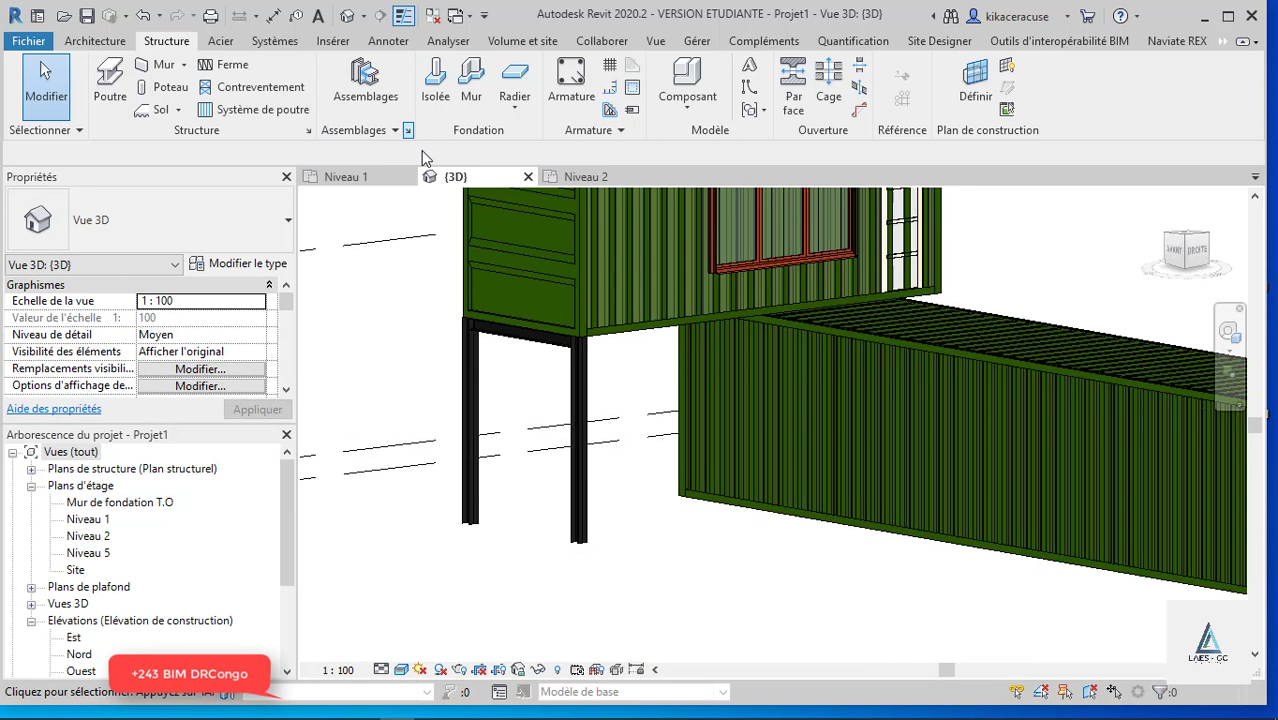 Autodesk Revit 2020.2 - VERSION ETUDIANTE - Projet1 - Vue 3D: {3D}
kikaceracuse
Fichier Architecture Structure Acier Systèmes Insérer Annoter Analyser Volume et site Collaborer Vue Gérer Compléments Quantification Site Designer Outils d'interopérabilité BIM Naviate REX
Modifier Poutre Mur Ferme Assemblages Isolée Mur Radier Armature Composant Par face Cage Définir
Poteau Contreventement
Sol Système de poutre
Sélectionner Structure Assemblages Fondation Armature Modèle Ouverture Référence Plan de construction
Propriétés
Niveau 1 {3D} Niveau 2
Vue 3D
Vue 3D: {3D} Modifier le type
Graphismes
Echelle de la vue 1 : 100
Valeur de l'échelle 1: 100
Niveau de détail Moyen
Visibilité des éléments Afficher l'original
Remplacements visibili... Modifier...
Options d'affichage de... Modifier...
Aide des propriétés Appliquer
DROITE
Arborescence du projet - Projet1
Vues (tout)
Plans de structure (Plan structurel)
Plans d'étage
Mur de fondation T.O
Niveau 1
Niveau 2
Niveau 5
Site
Plans de plafond
Vues 3D
Elévations (Elévation de construction)
Est
Nord
Ouest
+243 BIM DRCongo
LAES - GC
1 : 100
Cliquez pour sélectionner. Appuyez sur
:0 Modèle de base :0